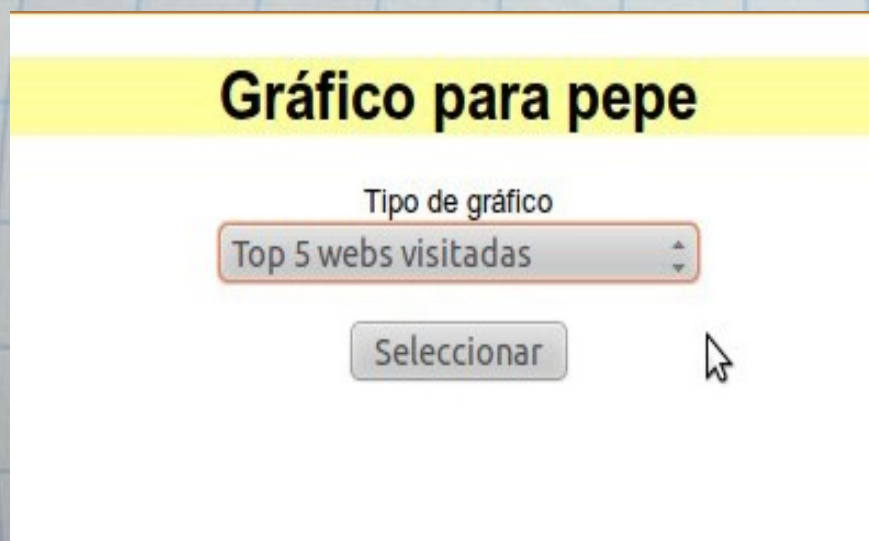 Gráfico para pepe
Tipo de gráfico
Top 5 webs visitadas
Seleccionar